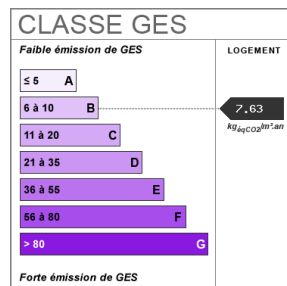 CLASSE GES
Faible émission de GES
LOGEMENT
≤ 5 A
6 à 10 B
7.63
kgéqCO2/m².an
11 à 20 C
21 à 35 D
36 à 55 E
56 à 80 F
> 80 G
Forte émission de GES